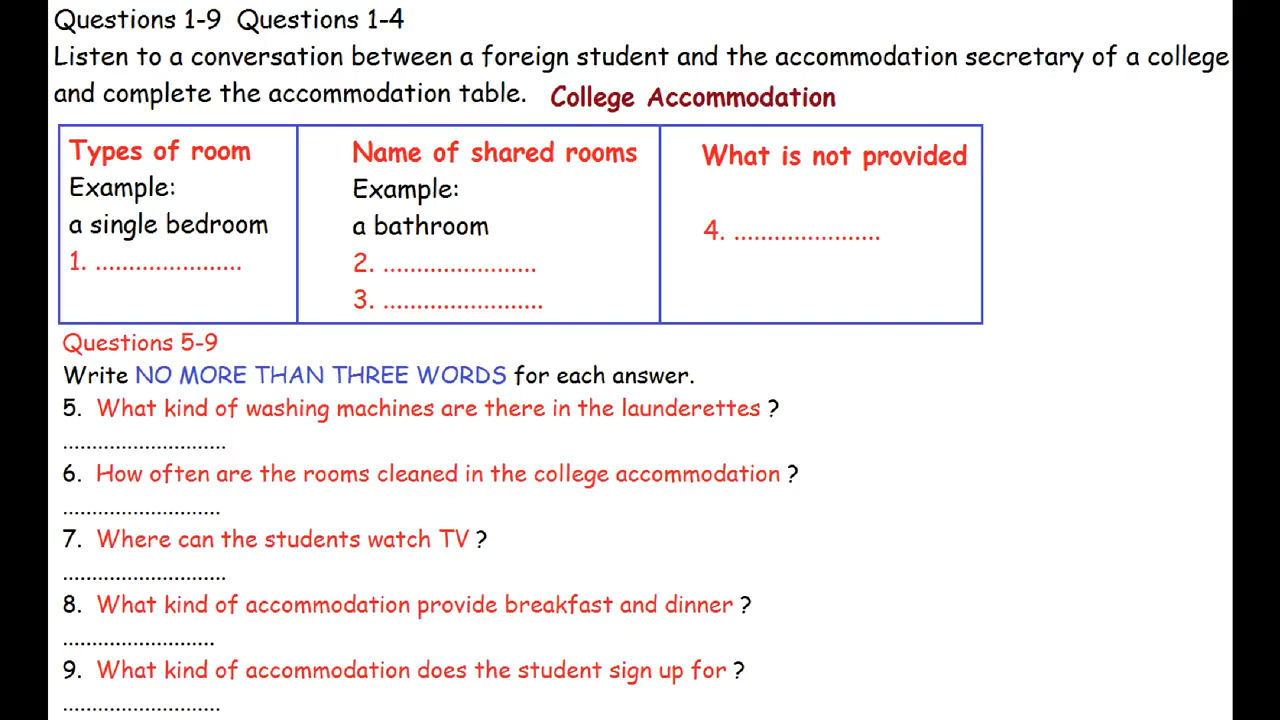 Questions 1-9 Questions 1-4
Listen to a conversation between a foreign student and the accommodation secretary of a college
and complete the accommodation table. College Accommodation
Types of room
Example:
a single bedroom
1. ......................
Name of shared rooms
Example:
a bathroom
2. .......................
3. ........................
What is not provided
4. ......................
Questions 5-9
Write NO MORE THAN THREE WORDS for each answer.
5. What kind of washing machines are there in the launderettes ?
............................
6. How often are the rooms cleaned in the college accommodation ?
...........................
7. Where can the students watch TV ?
............................
8. What kind of accommodation provide breakfast and dinner ?
..........................
9. What kind of accommodation does the student sign up for ?
...........................